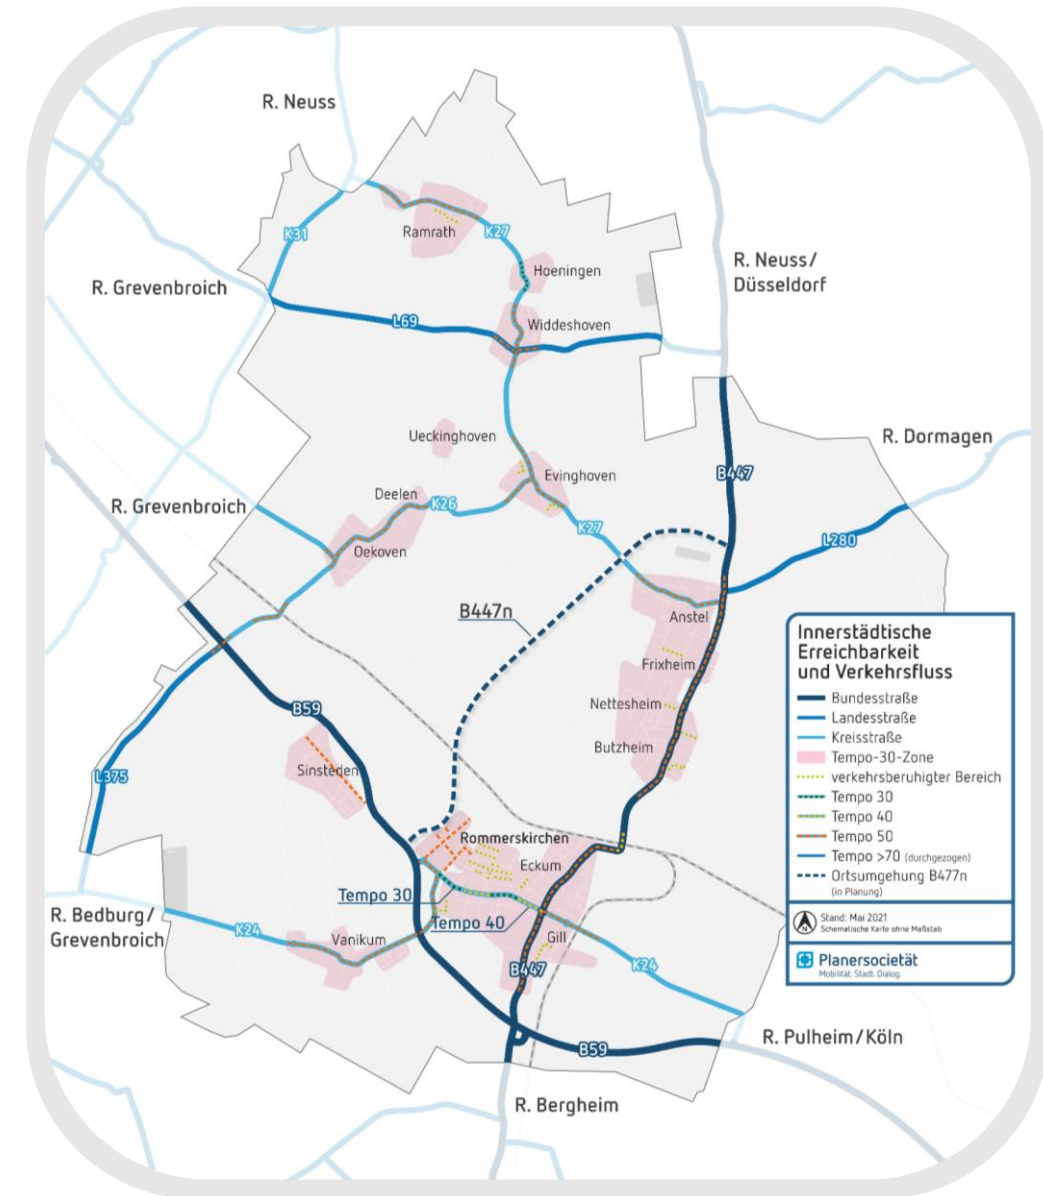 R. Neuss
K31
Ramrath
K27
Hoeningen
R. Neuss/
Düsseldorf
R. Grevenbroich
L69
Widdeshoven
Ueckinghoven
R. Dormagen
Evinghoven
B447
Deelen
K26
R. Grevenbroich
Oekoven
K27
L280
B447n
Anstel
Frixheim
Nettesheim
B59
Butzheim
Sinsteden
L375
Rommerskirchen
Eckum
Tempo 30
Tempo 40
R. Bedburg/
Grevenbroich
K24
Vanikum
Gill
B447
K24
R. Pulheim/Köln
B59
R. Bergheim
Innerstädtische
Erreichbarkeit
und Verkehrsfluss
Bundesstraße
Landesstraße
Kreisstraße
Tempo-30-Zone
verkehrsberuhigter Bereich
Tempo 30
Tempo 40
Tempo 50
Tempo >70 (durchgezogen)
Ortsumgehung B477n
(in Planung)
N
Stand: Mai 2021
Schematische Karte ohne Maßstab
Planersocietät
Mobilität. Stadt. Dialog.